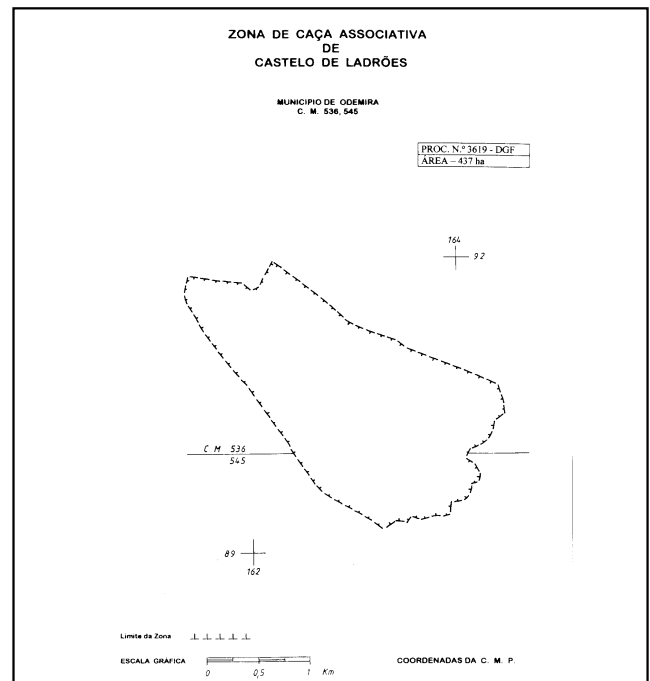 ZONA DE CAÇA ASSOCIATIVA
DE
CASTELO DE LADRÕES
MUNICIPIO DE ODEMIRA
C. M. 536, 545
PROC. N.º 3619 - DGF
ÁREA – 437 ha
164
92
C M 536
545
89
162
Limite da Zona
ESCALA GRÁFICA
0 0,5 1 Km
COORDENADAS DA C. M. P.